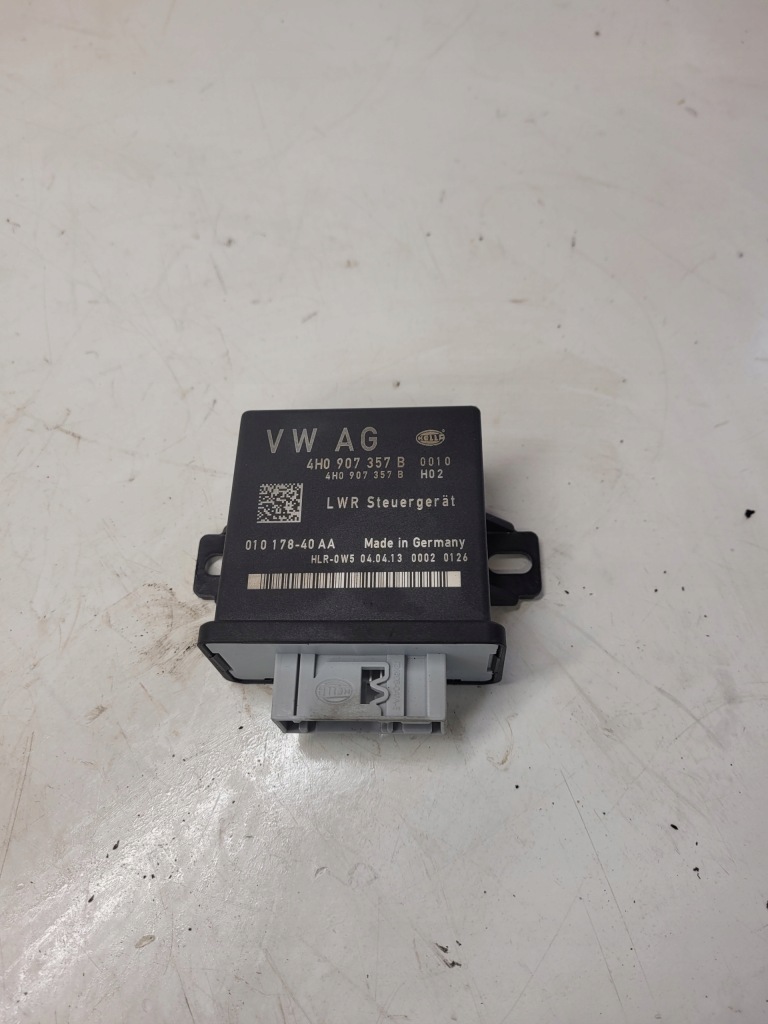 VW AG HELLA
4H0 907 357 B 0010
4H0 907 357 B H02
LWR Steuergerät
010 178-40 AA Made in Germany
HLR-0W5 04.04.13 0002 0126
HELLA